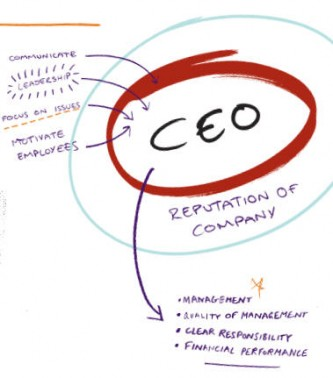 COMMUNICATE
LEADERSHIP
FOCUS ON ISSUES
MOTIVATE
EMPLOYEES
CEO
REPUTATION OF
COMPANY
• MANAGEMENT
• QUALITY OF MANAGEMENT
• CLEAR RESPONSIBILITY
• FINANCIAL PERFORMANCE